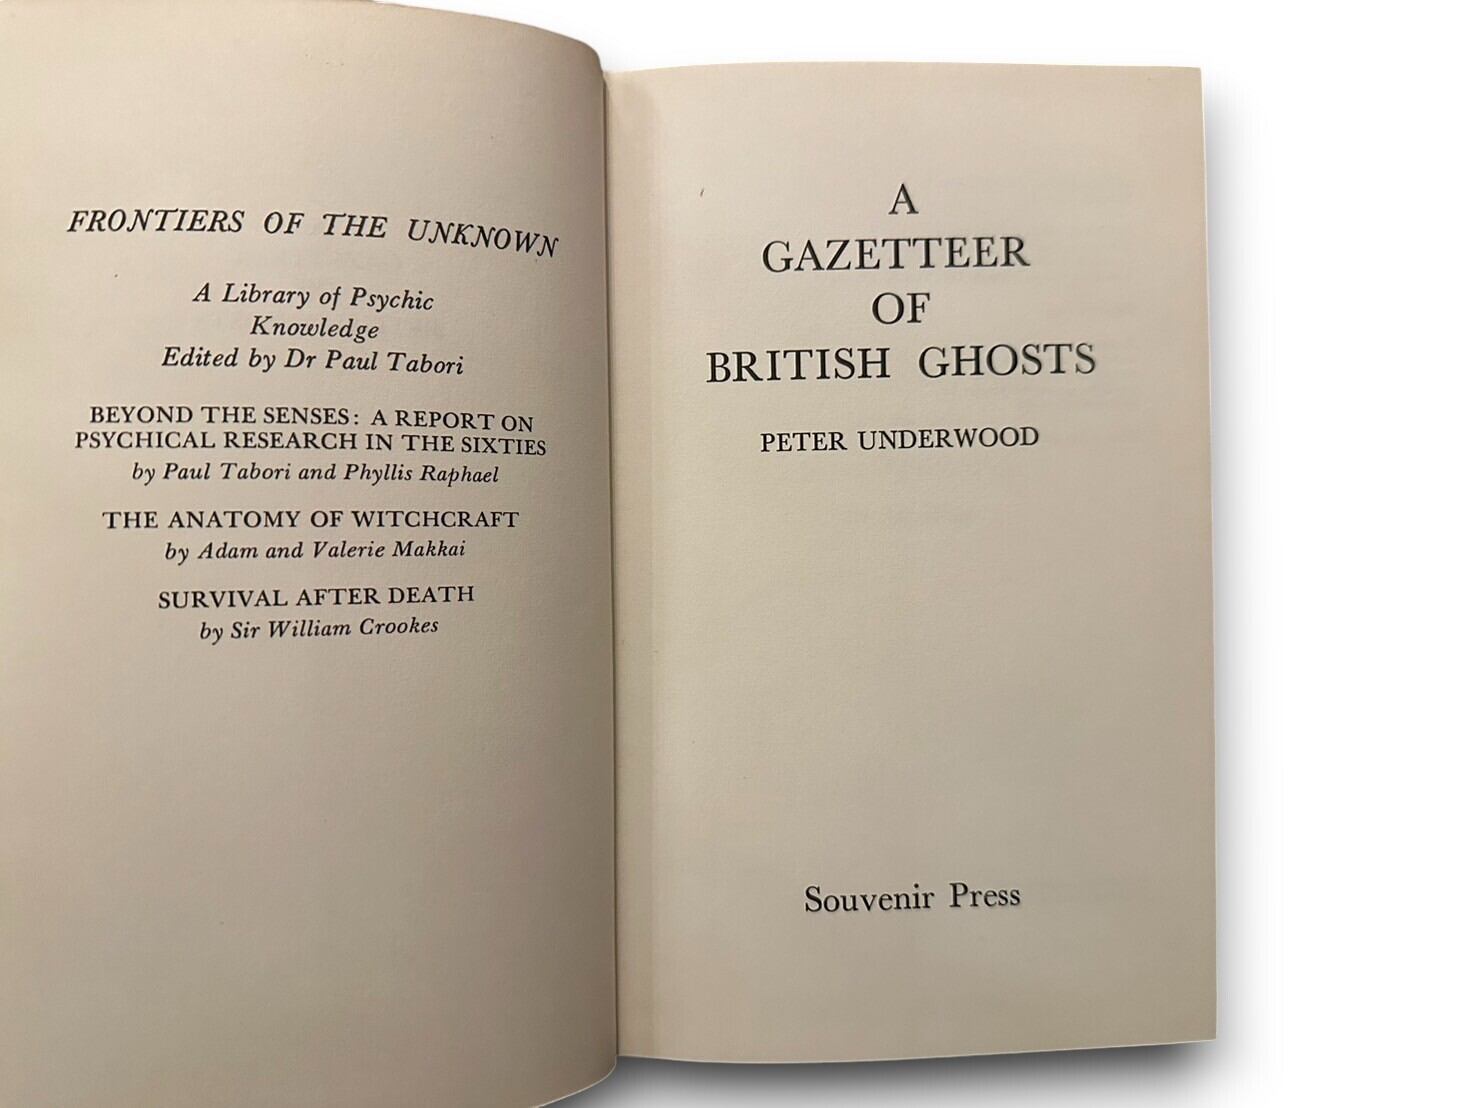 FRONTIERS OF THE UNKNOWN
A Library of Psychic
Knowledge
Edited by Dr Paul Tabori
BEYOND THE SENSES: A REPORT ON
PSYCHICAL RESEARCH IN THE SIXTIES
by Paul Tabori and Phyllis Raphael
THE ANATOMY OF WITCHCRAFT
by Adam and Valerie Makkai
SURVIVAL AFTER DEATH
by Sir William Crookes
A
GAZETTEER
OF
BRITISH GHOSTS
PETER UNDERWOOD
Souvenir Press